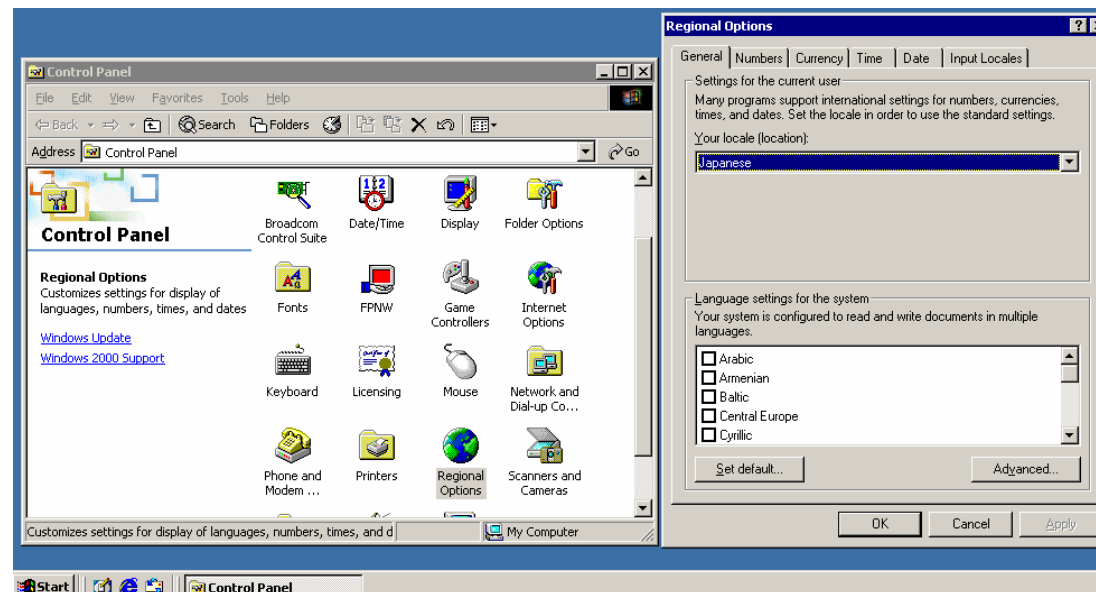 Control Panel
File Edit View Favorites Tools Help
Back Search Folders
Address Control Panel Go
Control Panel
Regional Options
Customizes settings for display of
languages, numbers, times, and dates
Windows Update
Windows 2000 Support
Broadcom
Control Suite
Date/Time
Display
Folder Options
Fonts
FPNW
Game
Controllers
Internet
Options
Keyboard
Licensing
Mouse
Network and
Dial-up Co...
Phone and
Modem ...
Printers
Regional
Options
Scanners and
Cameras
Customizes settings for display of languages, numbers, times, and d
My Computer
Regional Options
General Numbers Currency Time Date Input Locales
Settings for the current user
Many programs support international settings for numbers, currencies,
times, and dates. Set the locale in order to use the standard settings.
Your locale (location):
Japanese
Language settings for the system
Your system is configured to read and write documents in multiple
languages.
Arabic
Armenian
Baltic
Central Europe
Cyrillic
Set default... Advanced...
OK Cancel Apply
Start Control Panel